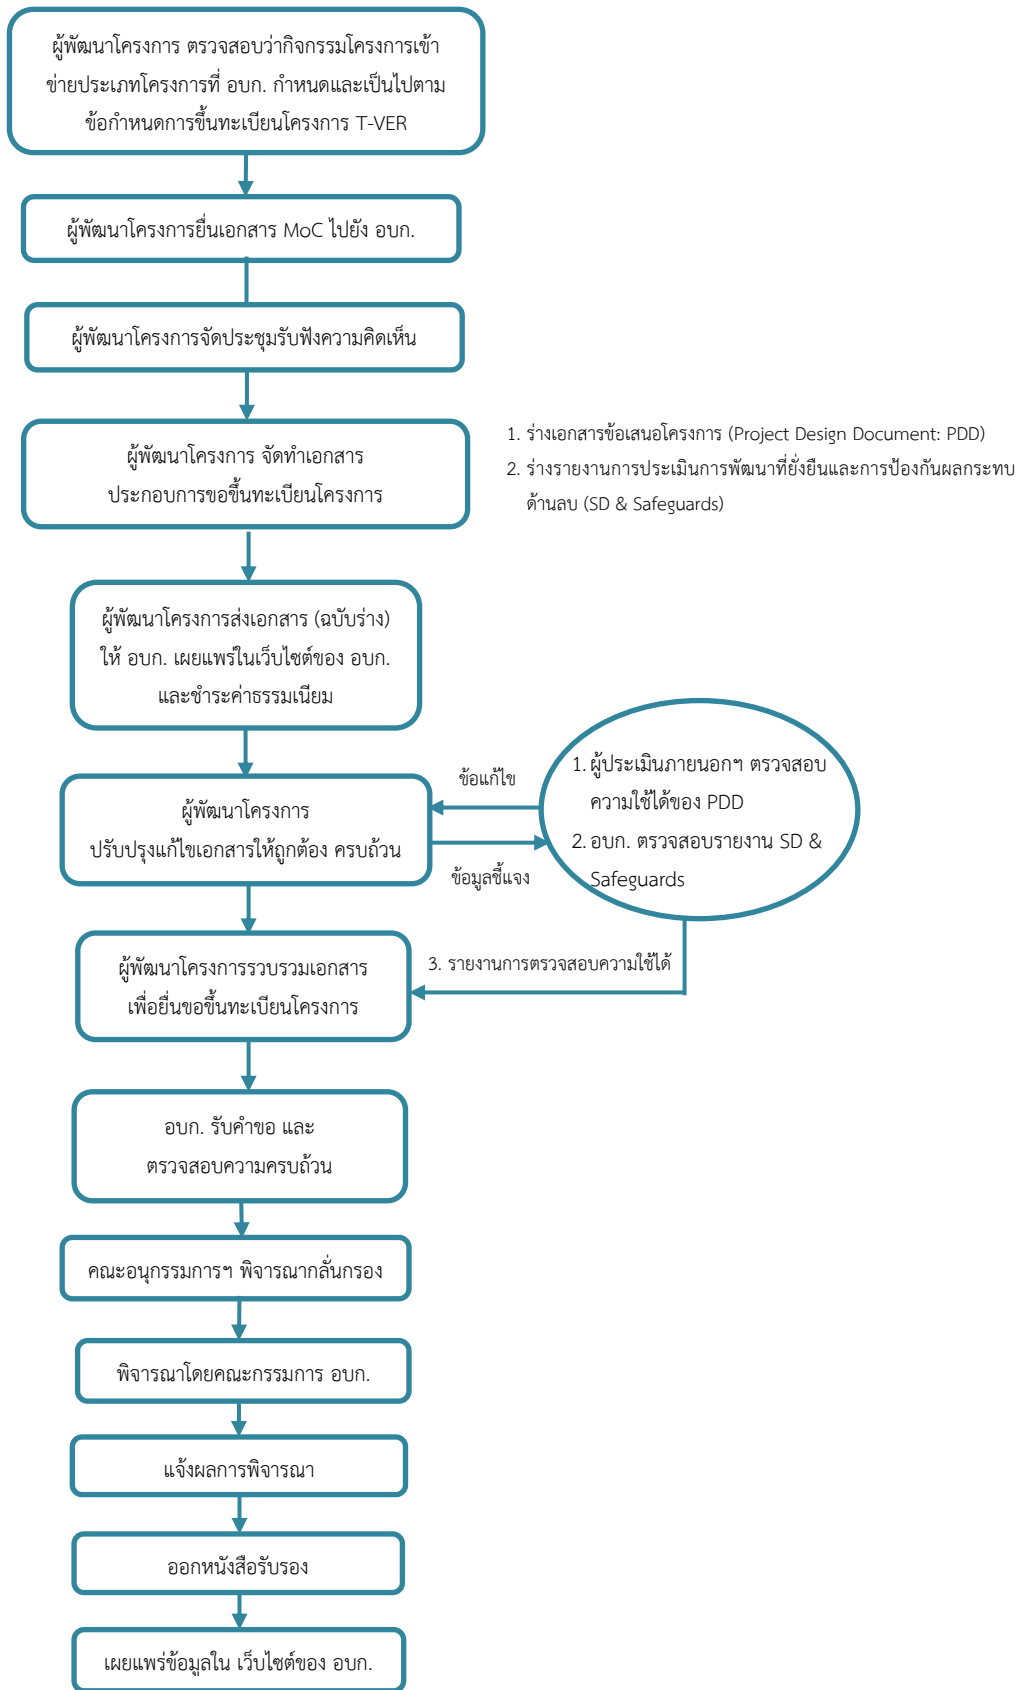 ผู้พัฒนาโครงการ ตรวจสอบว่ากิจกรรมโครงการเข้า
ข่ายประเภทโครงการที่ อบก. กำหนดและเป็นไปตาม
ข้อกำหนดการขึ้นทะเบียนโครงการ T-VER
ผู้พัฒนาโครงการยื่นเอกสาร MoC ไปยัง อบก.
ผู้พัฒนาโครงการจัดประชุมรับฟังความคิดเห็น
ผู้พัฒนาโครงการ จัดทำเอกสาร
ประกอบการขอขึ้นทะเบียนโครงการ
1. ร่างเอกสารข้อเสนอโครงการ (Project Design Document: PDD)
2. ร่างรายงานการประเมินการพัฒนาที่ยั่งยืนและการป้องกันผลกระทบ
ด้านลบ (SD & Safeguards)
ผู้พัฒนาโครงการส่งเอกสาร (ฉบับร่าง)
ให้ อบก. เผยแพร่ในเว็บไซต์ของ อบก.
และชำระค่าธรรมเนียม
ผู้พัฒนาโครงการ
ปรับปรุงแก้ไขเอกสารให้ถูกต้อง ครบถ้วน
ข้อแก้ไข
ข้อมูลชี้แจง
1. ผู้ประเมินภายนอกฯ ตรวจสอบ
ความใช้ได้ของ PDD
2. อบก. ตรวจสอบรายงาน SD &
Safeguards
3. รายงานการตรวจสอบความใช้ได้
ผู้พัฒนาโครงการรวบรวมเอกสาร
เพื่อยื่นขอขึ้นทะเบียนโครงการ
อบก. รับคำขอ และ
ตรวจสอบความครบถ้วน
คณะอนุกรรมการฯ พิจารณากลั่นกรอง
พิจารณาโดยคณะกรรมการ อบก.
แจ้งผลการพิจารณา
ออกหนังสือรับรอง
เผยแพร่ข้อมูลใน เว็บไซต์ของ อบก.